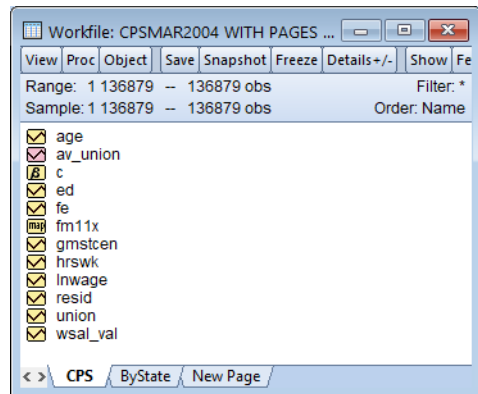 Workfile: CPSMAR2004 WITH PAGES ...
View Proc Object Save Snapshot Freeze Details+/- Show Fe
Range: 1 136879 -- 136879 obs Filter: *
Sample: 1 136879 -- 136879 obs Order: Name
age
av_union
β c
ed
fe
map fm11x
gmstcen
hrswk
lnwage
resid
union
wsal_val
< > CPS ByState New Page